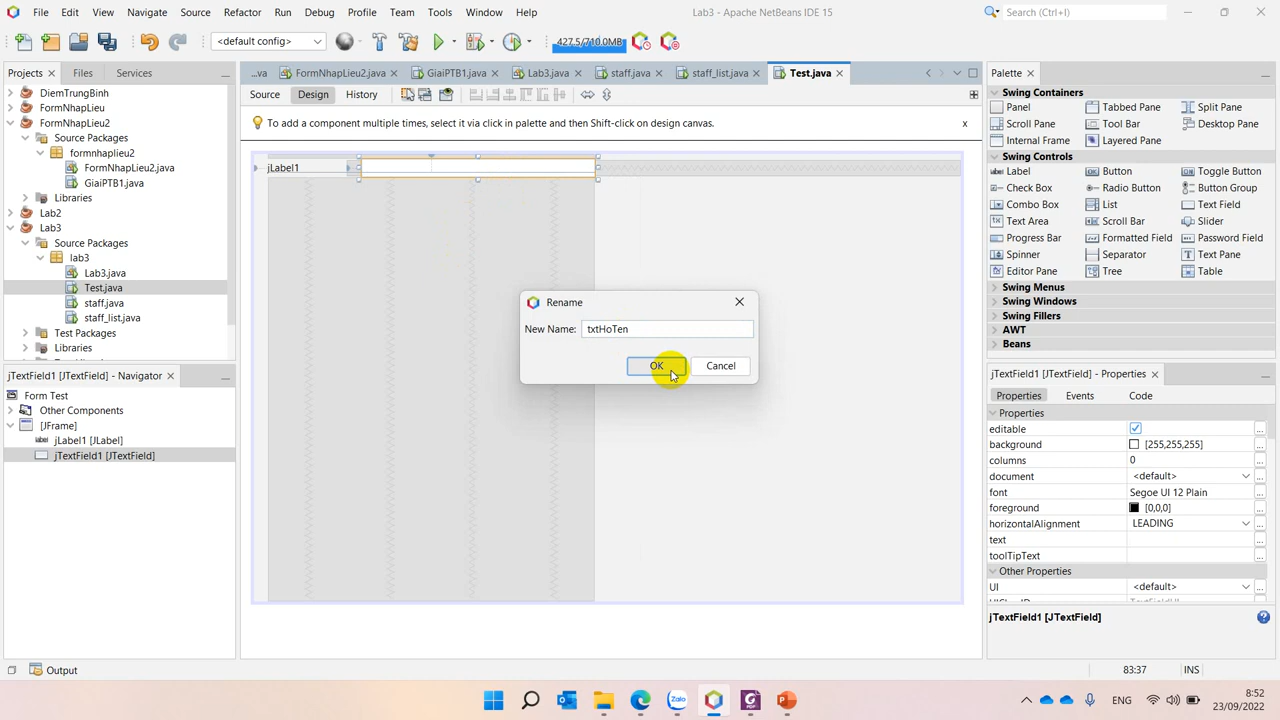 File Edit View Navigate Source Refactor Run Debug Profile Team Tools Window Help
Lab3 - Apache NetBeans IDE 15
Search (Ctrl+I)
<default config>
427.5/710.0MB
Projects Files Services
...va FormNhapLieu2.java GiaiPTB1.java Lab3.java staff.java staff_list.java Test.java
Palette
Source Design History
To add a component multiple times, select it via click in palette and then Shift-click on design canvas. x
DiemTrungBinh
FormNhapLieu
FormNhapLieu2
Source Packages
formnhaplieu2
FormNhapLieu2.java
GiaiPTB1.java
Libraries
Lab2
Lab3
Source Packages
lab3
Lab3.java
Test.java
staff.java
staff_list.java
Test Packages
Libraries
jTextField1 [JTextField] - Navigator
Form Test
Other Components
[JFrame]
jLabel1 [JLabel]
jTextField1 [JTextField]
jLabel1
Rename
New Name: txtHoTen
OK Cancel
Swing Containers
Panel Tabbed Pane Split Pane
Scroll Pane Tool Bar Desktop Pane
Internal Frame Layered Pane
Swing Controls
Label Button Toggle Button
Check Box Radio Button Button Group
Combo Box List Text Field
Text Area Scroll Bar Slider
Progress Bar Formatted Field Password Field
Spinner Separator Text Pane
Editor Pane Tree Table
Swing Menus
Swing Windows
Swing Fillers
AWT
Beans
jTextField1 [JTextField] - Properties
Properties Events Code
Properties
editable
background [255,255,255]
columns 0
document <default>
font Segoe UI 12 Plain
foreground [0,0,0]
horizontalAlignment LEADING
text
toolTipText
Other Properties
UI <default>
jTextField1 [JTextField]
Output
83:37 INS
ENG
8:52
23/09/2022